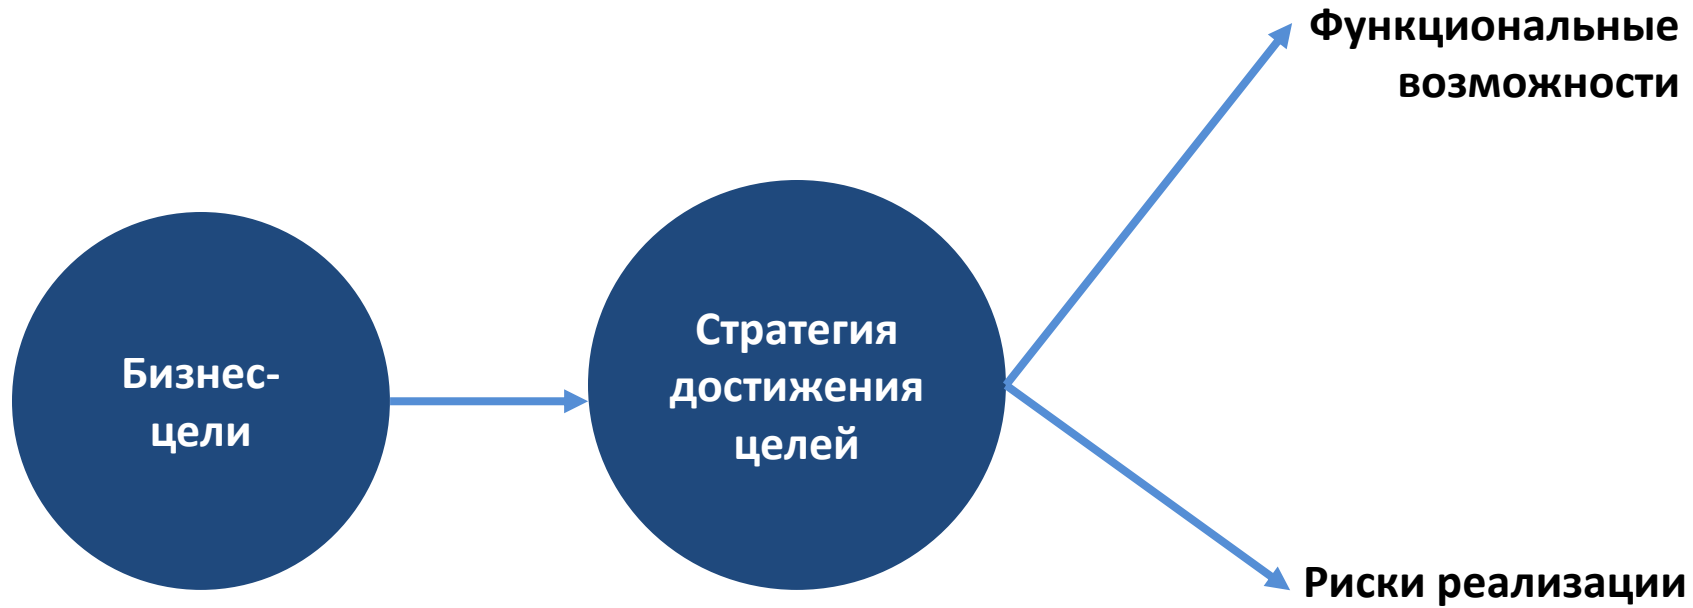 Функциональные
возможности
Бизнес-
цели
Стратегия
достижения
целей
Риски реализации